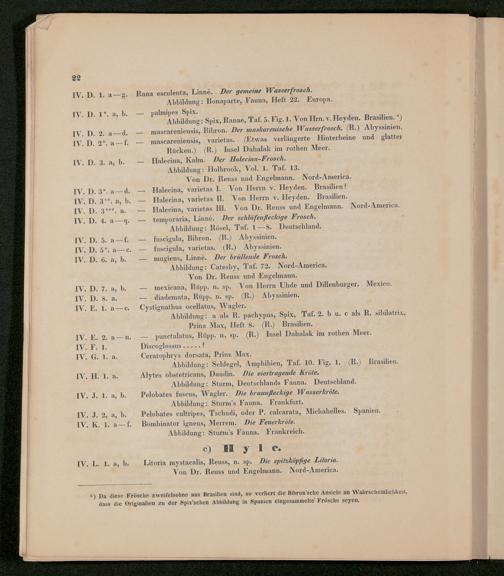 22
IV. D. 1. a—g. Rana esculenta, Linné. Der gemeine Wasserfrosch.
Abbildung: Bonaparte, Fauna, Heft 22. Europa.
IV. D. 1*. a, b. — palmipes Spix.
Abbildung: Spix, Ranae, Taf. 5. Fig. 1. Von Hrn. v. Heyden. Brasilien.*)
IV. D. 2. a—d. — mascareniensis, Bibron. Der maskarenische Wasserfrosch. (R.) Abyssinien.
IV. D. 2*. a—f. — mascareniensis, varietas. (Etwas verlängerte Hinterbeine und glatter
Rücken.) (R.) Insel Dahalak im rothen Meer.
IV. D. 3. a, b. — Halecina, Kalm. Der Halecina-Frosch.
Abbildung: Holbrook, Vol. 1. Taf. 13.
Von Dr. Reuss und Engelmann. Nord-America.
IV. D. 3*. a—d. — Halecina, varietas I. Von Herrn v. Heyden. Brasilien?
IV. D. 3**. a, b. — Halecina, varietas II. Von Herrn v. Heyden. Brasilien.
IV. D. 3***. a. — Halecina, varietas III. Von Dr. Reuss und Engelmann. Nord-America.
IV. D. 4. a—q. — temporaria, Linné. Der schläfenfleckige Frosch.
Abbildung: Rösel, Taf. 1—8. Deutschland.
IV. D. 5. a—f. — fuscigula, Bibron. (R.) Abyssinien.
IV. D. 5*. a—c. — fuscigula, varietas. (R.) Abyssinien.
IV. D. 6. a, b. — mugiens, Linné. Der brüllende Frosch.
Abbildung: Catesby, Taf. 72. Nord-America.
Von Dr. Reuss und Engelmann.
IV. D. 7. a, b. — mexicana, Rüpp. n. sp. Von Herrn Uhde und Dillenburger. Mexico.
IV. D. 8. a. — diademata, Rüpp. n. sp. (R.) Abyssinien.
IV. E. 1. a—c. Cystignathus ocellatus, Wagler.
Abbildung: a als R. pachypus, Spix, Taf. 2. b u. c als R. sibilatrix,
Prinz Max, Heft 8. (R.) Brasilien.
IV. E. 2. a—n. — punctulatus, Rüpp. n. sp. (R.) Insel Dahalak im rothen Meer.
IV. F. 1. Discoglossus .....?
IV. G. 1. a. Ceratophrys dorsata, Prinz Max.
Abbildung: Schlegel, Amphibien, Taf. 10. Fig. 1. (R.) Brasilien.
IV. H. 1. a. Alytes obstetricans, Daudin. Die eiertragende Kröte.
Abbildung: Sturm, Deutschlands Fauna. Deutschland.
IV. J. 1. a, b. Pelobates fuscus, Wagler. Die braunfleckige Wasserkröte.
Abbildung: Sturm's Fauna. Frankfurt.
IV. J. 2, a, b. Pelobates cultripes, Tschudi, oder P. calcarata, Michahelles. Spanien.
IV. K. 1. a—f. Bombinator igneus, Merrem. Die Feuerkröte.
Abbildung: Sturm's Fauna. Frankreich.
c) Hyle.
IV. L. 1. a, b. Litoria mystacalis, Reuss, n. sp. Die spitzköpfige Litoria.
Von Dr. Reuss und Engelmann. Nord-America.
*) Da diese Frösche zweifelsohne aus Brasilien sind, so verliert die Bibron'sche Ansicht an Wahrscheinlichkeit,
dass die Originalien zu der Spix'schen Abbildung in Spanien eingesammelte Frösche seyen.